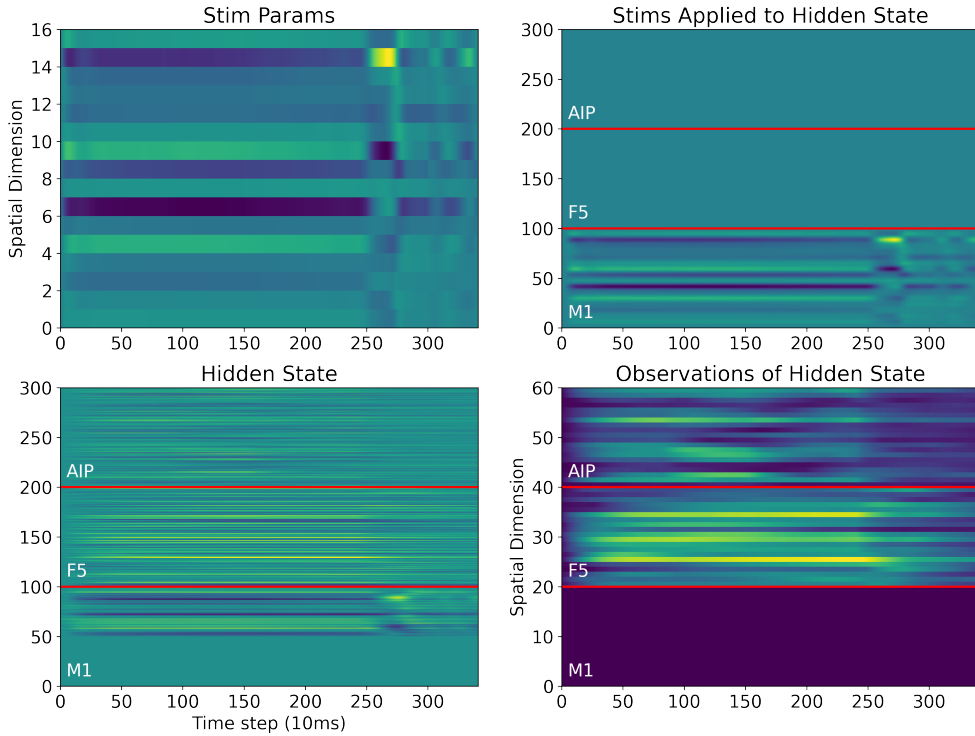 Stim Params
Spatial Dimension
16
14
12
10
8
6
4
2
0
0 50 100 150 200 250 300
Stims Applied to Hidden State
300
250
200
150
100
50
0
AIP
F5
M1
0 50 100 150 200 250 300
Hidden State
300
250
200
150
100
50
0
AIP
F5
M1
0 50 100 150 200 250 300
Time step (10ms)
Observations of Hidden State
Spatial Dimension
60
50
40
30
20
10
0
AIP
F5
M1
0 50 100 150 200 250 300